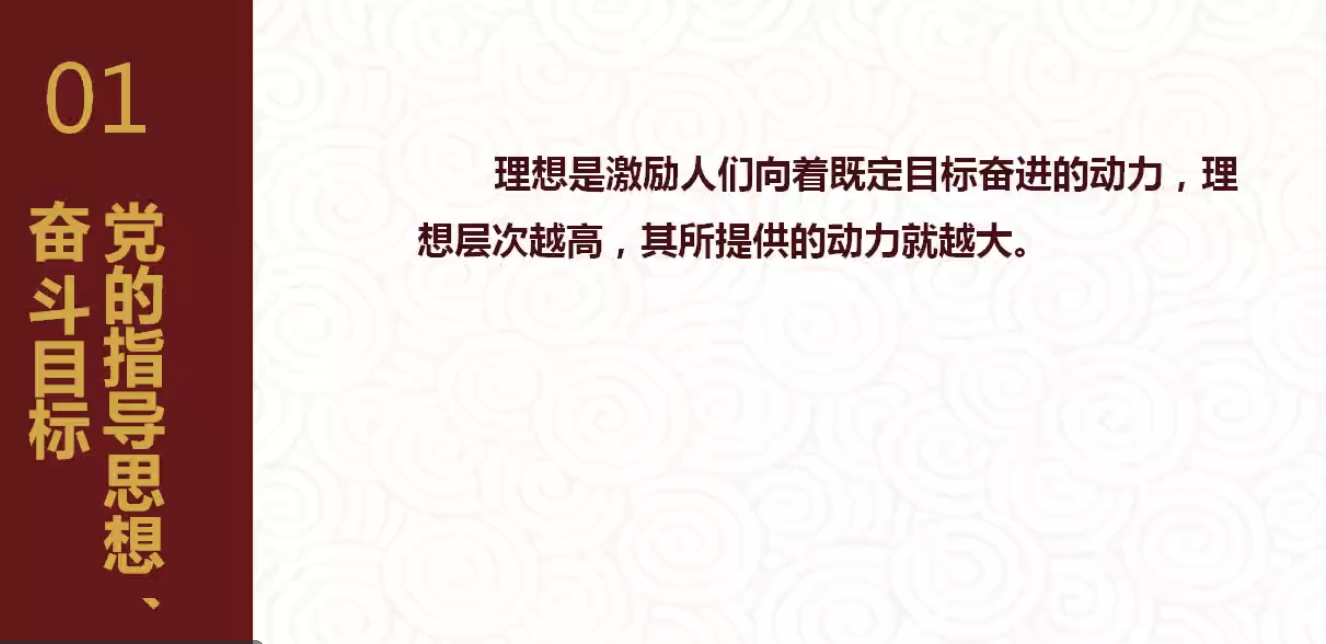 01
党的指导思想、
奋斗目标
理想是激励人们向着既定目标奋进的动力，理
想层次越高，其所提供的动力就越大。